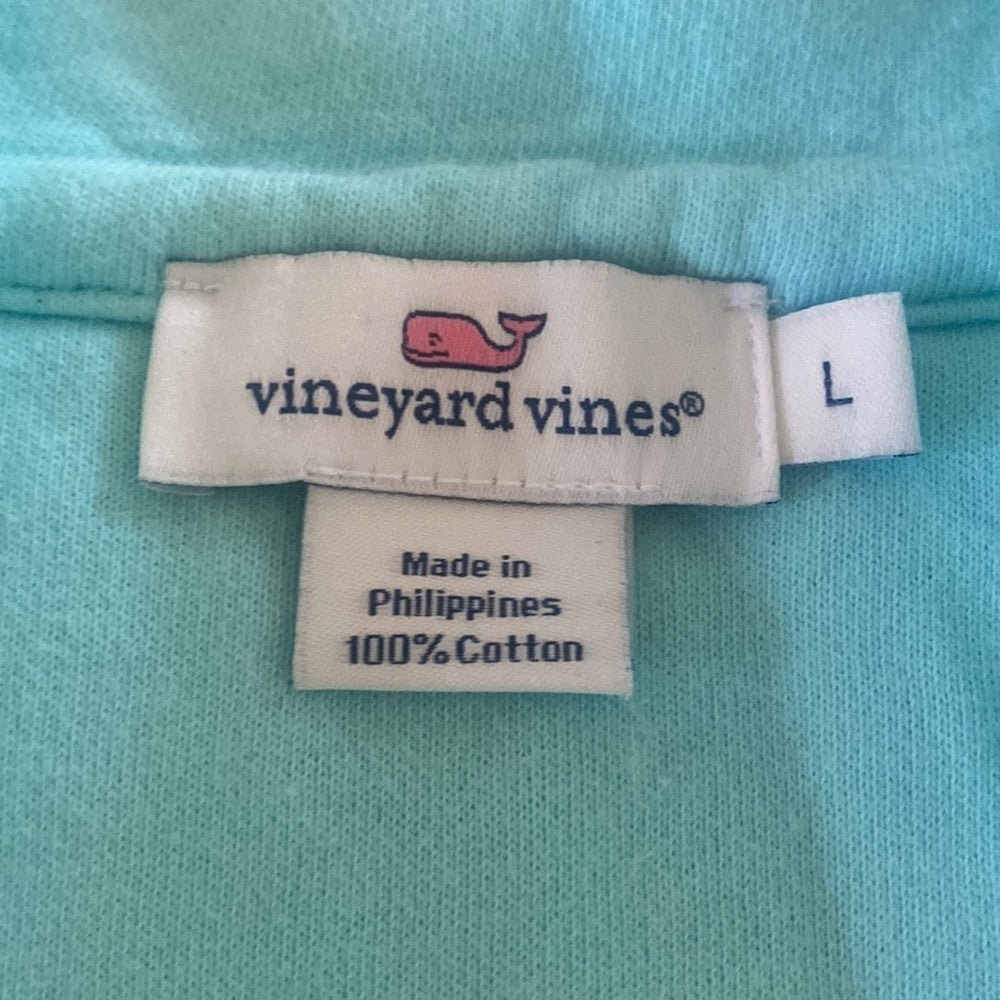 vineyard vines®
L
Made in
Philippines
100% Cotton